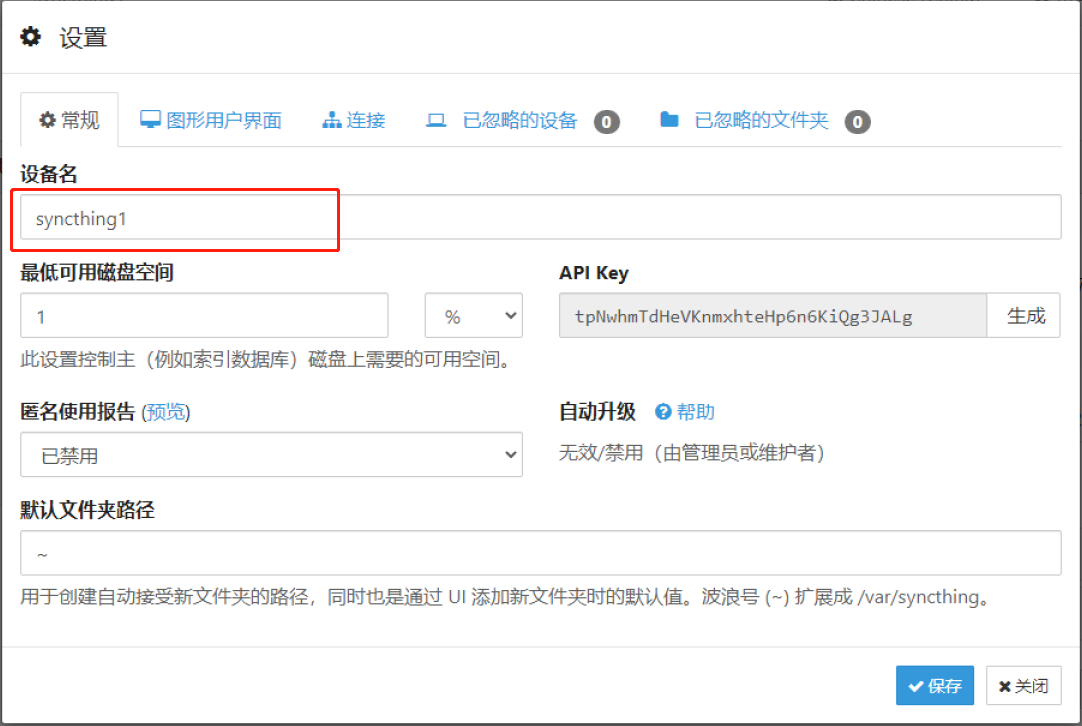 设置
常规 图形用户界面 连接 已忽略的设备 0 已忽略的文件夹 0
设备名
syncthing1
最低可用磁盘空间 API Key
1 % tpNwhmTdHeVKnmxhteHp6n6KiQg3JALg 生成
此设置控制主（例如索引数据库）磁盘上需要的可用空间。
匿名使用报告 (预览) 自动升级 帮助
已禁用 无效/禁用（由管理员或维护者）
默认文件夹路径
~
用于创建自动接受新文件夹的路径，同时也是通过 UI 添加新文件夹时的默认值。波浪号 (~) 扩展成 /var/syncthing。
保存 关闭